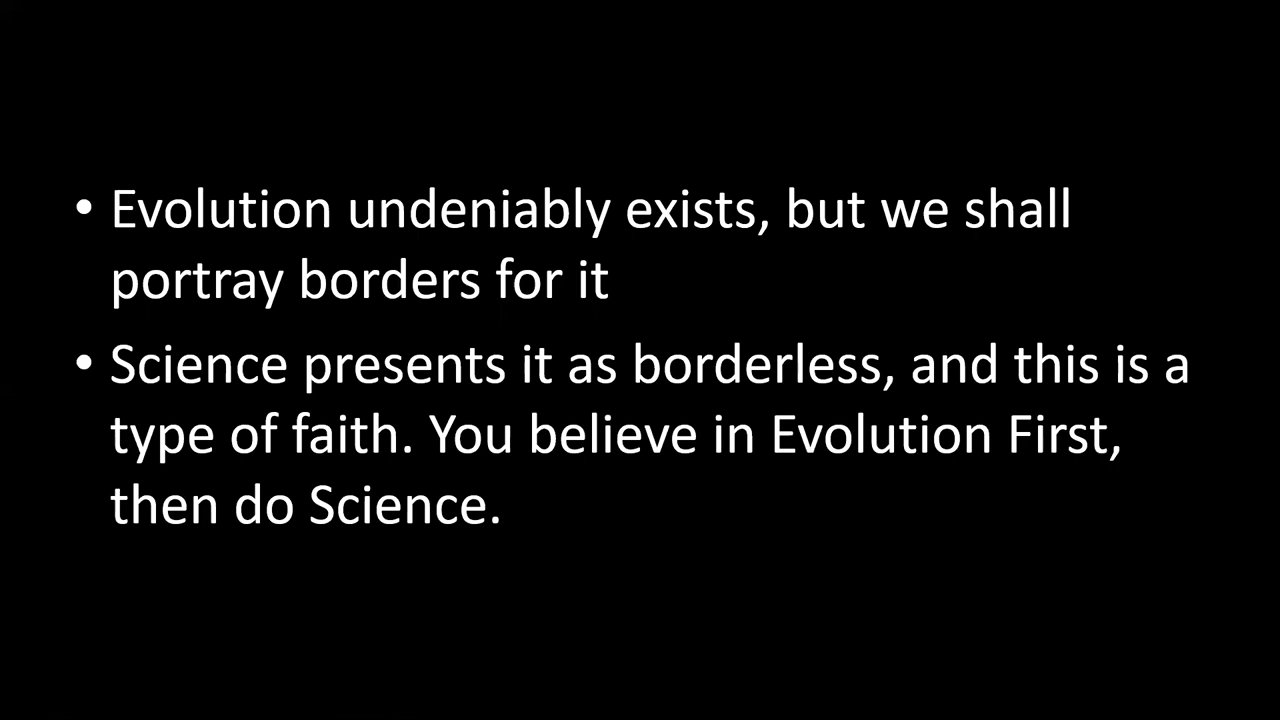 • Evolution undeniably exists, but we shall
portray borders for it
• Science presents it as borderless, and this is a
type of faith. You believe in Evolution First,
then do Science.